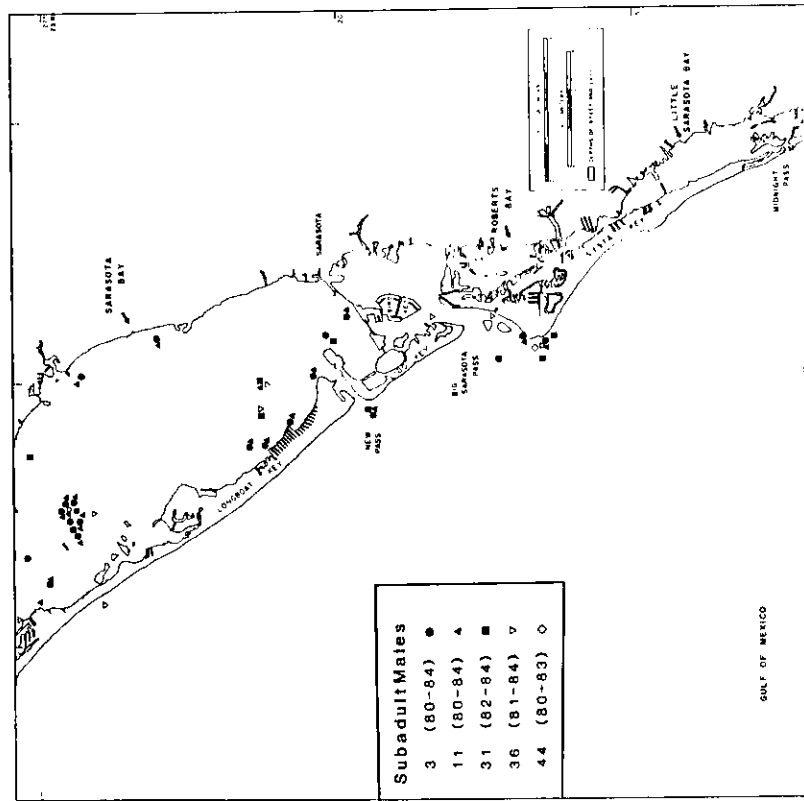 SARASOTA
BAY
SARASOTA
ROBERTS
BAY
LITTLE
SARASOTA BAY
MIDNIGHT
PASS
SIESTA KEY
BIG
SARASOTA
PASS
NEW
PASS
LONGBOAT KEY
KEY
Subadult Males
3 (80-84) ●
11 (80-84) ▲
31 (82-84) ■
36 (81-84) ▽
44 (80-83) ◇
GULF OF MEXICO